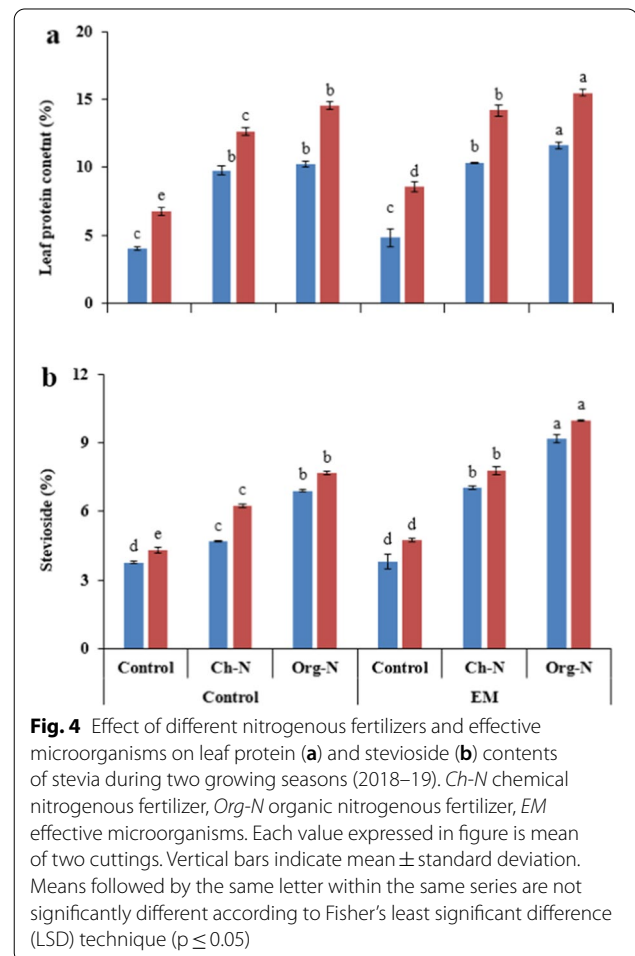 a
20
15
10
5
0
Leaf protein conetnt (%)
c e b c b b c d b b a a
b
12
9
6
3
0
Stevioside (%)
d e c c b b d d b b a a
Control Ch-N Org-N Control Ch-N Org-N
Control EM
Fig. 4 Effect of different nitrogenous fertilizers and effective
microorganisms on leaf protein (a) and stevioside (b) contents
of stevia during two growing seasons (2018–19). Ch-N chemical
nitrogenous fertilizer, Org-N organic nitrogenous fertilizer, EM
effective microorganisms. Each value expressed in figure is mean
of two cuttings. Vertical bars indicate mean ± standard deviation.
Means followed by the same letter within the same series are not
significantly different according to Fisher's least significant difference
(LSD) technique (p ≤ 0.05)